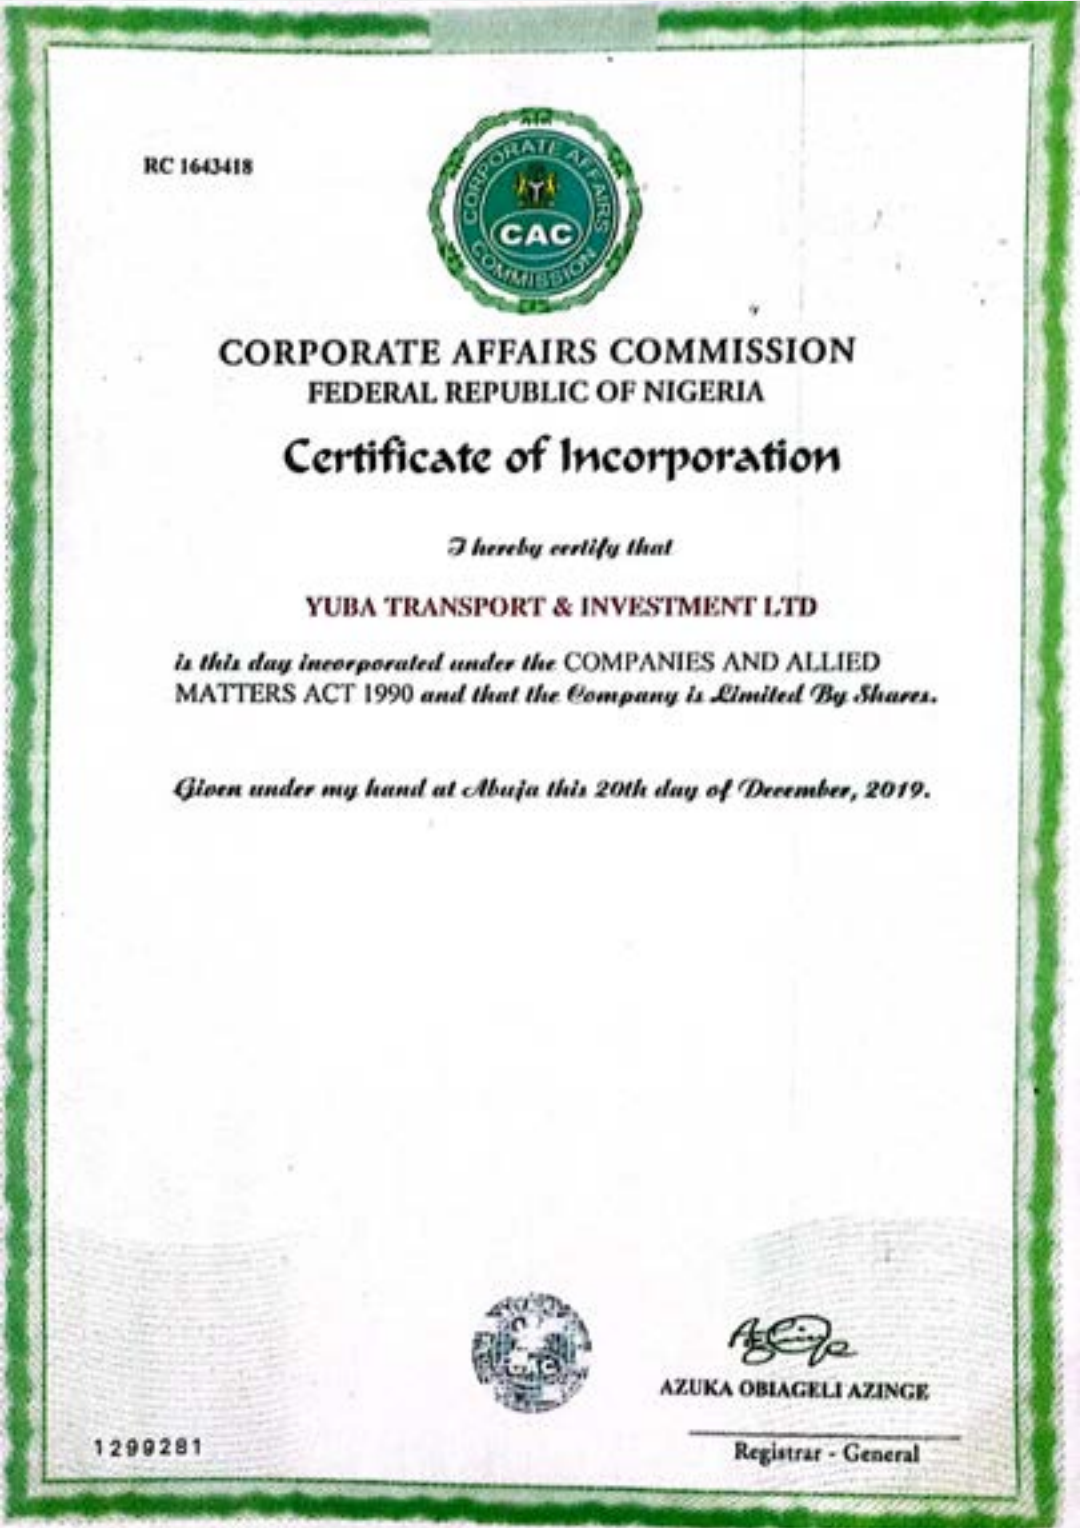 RC 1643418
CORPORATE AFFAIRS COMMISSION
CAC
CORPORATE AFFAIRS COMMISSION
FEDERAL REPUBLIC OF NIGERIA
Certificate of Incorporation
I hereby certify that
YUBA TRANSPORT & INVESTMENT LTD
is this day incorporated under the COMPANIES AND ALLIED
MATTERS ACT 1990 and that the Company is Limited By Shares.
Given under my hand at Abuja this 20th day of December, 2019.
AZUKA OBIAGELI AZINGE
Registrar - General
1299281